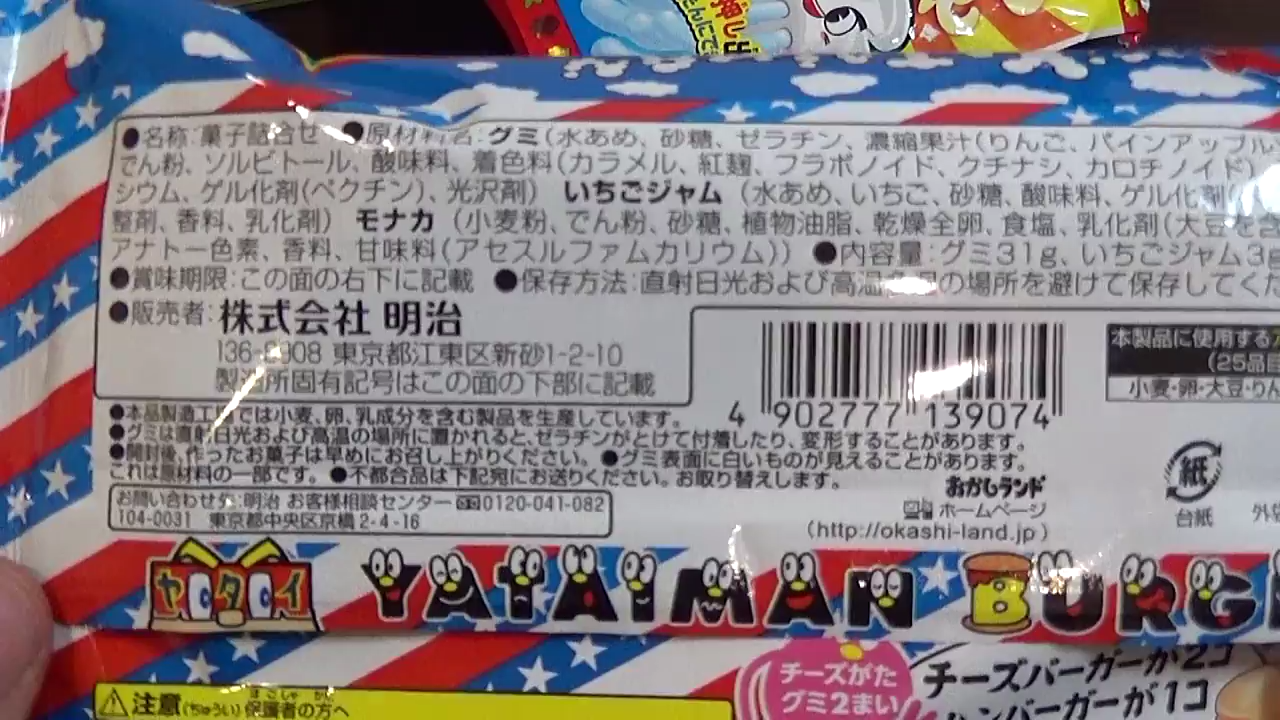 ●名称:菓子詰合せ ●原材料名:グミ(水あめ、砂糖、ゼラチン、濃縮果汁(りんご、パインアップル
でん粉、ソルビトール、酸味料、着色料(カラメル、紅麹、フラボノイド、クチナシ、カロチノイド)
シウム、ゲル化剤(ペクチン)、光沢剤) いちごジャム (水あめ、いちご、砂糖、酸味料、ゲル化剤(
整剤、香料、乳化剤) モナカ (小麦粉、でん粉、砂糖、植物油脂、乾燥全卵、食塩、乳化剤(大豆を含
アナトー色素、香料、甘味料(アセスルファムカリウム)) ●内容量:グミ31g、いちごジャム3g
●賞味期限:この面の右下に記載 ●保存方法:直射日光および高温多湿の場所を避けて保存してくだ
●販売者:株式会社 明治
136-8908 東京都江東区新砂1-2-10
製造所固有記号はこの面の下部に記載
4 902777 139074
本製品に使用する
(25品目
小麦・卵・大豆・りん
●本品製造工場では小麦、卵、乳成分を含む製品を生産しています。
●グミは直射日光および高温の場所に置かれると、ゼラチンがとけて付着したり、変形することがあります。
●開封後、作ったお菓子は早めにお召し上がりください。 ●グミ表面に白いものが見えることがあります。
これは原材料の一部です。 ●不都合品は下記宛にお送りください。お取り替えします。
お問い合わせ先:明治 お客様相談センター 0120-041-082
104-0031 東京都中央区京橋2-4-16
おかしランド
ホームページ
(http://okashi-land.jp)
紙
台紙
外袋
ヤタイ YATAIMAN BURG
チーズがた
グミ2まい
チーズバーガーが2コ
ハンバーガーが1コ
注意(ちゅうい) 保護者の方へ